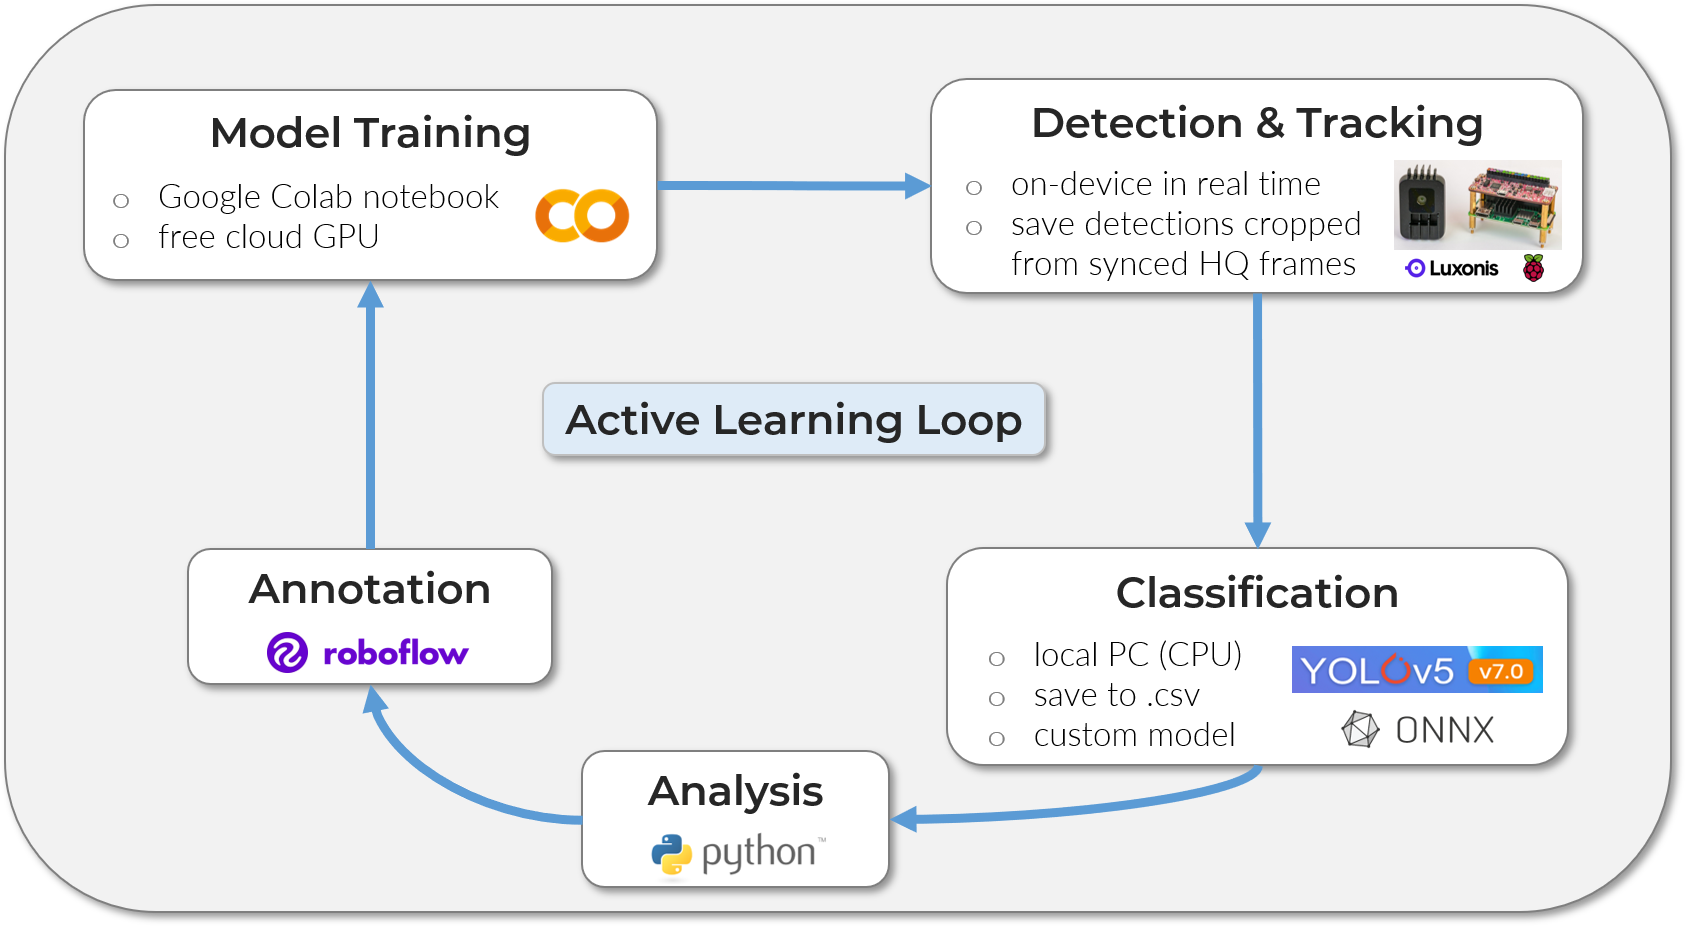 Model Training
Google Colab notebook
free cloud GPU
Detection & Tracking
on-device in real time
save detections cropped
from synced HQ frames
Luxonis
Active Learning Loop
Annotation
roboflow
Classification
local PC (CPU)
save to .csv
custom model
YOLOv5 v7.0
ONNX
Analysis
python™